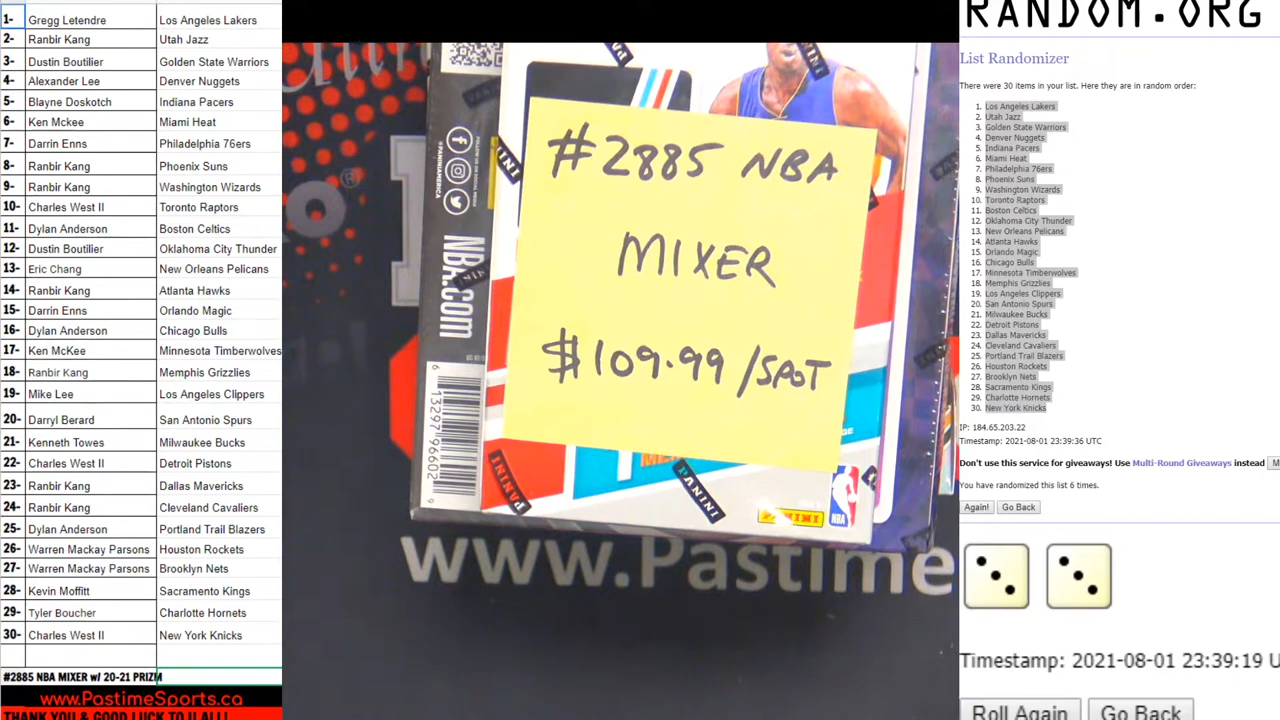 1- Gregg Letendre Los Angeles Lakers
2- Ranbir Kang Utah Jazz
3- Dustin Boutilier Golden State Warriors
4- Alexander Lee Denver Nuggets
5- Blayne Doskotch Indiana Pacers
6- Ken Mckee Miami Heat
7- Darrin Enns Philadelphia 76ers
8- Ranbir Kang Phoenix Suns
9- Ranbir Kang Washington Wizards
10- Charles West II Toronto Raptors
11- Dylan Anderson Boston Celtics
12- Dustin Boutilier Oklahoma City Thunder
13- Eric Chang New Orleans Pelicans
14- Ranbir Kang Atlanta Hawks
15- Darrin Enns Orlando Magic
16- Dylan Anderson Chicago Bulls
17- Ken McKee Minnesota Timberwolves
18- Ranbir Kang Memphis Grizzlies
19- Mike Lee Los Angeles Clippers
20- Darryl Berard San Antonio Spurs
21- Kenneth Towes Milwaukee Bucks
22- Charles West II Detroit Pistons
23- Ranbir Kang Dallas Mavericks
24- Ranbir Kang Cleveland Cavaliers
25- Dylan Anderson Portland Trail Blazers
26- Warren Mackay Parsons Houston Rockets
27- Warren Mackay Parsons Brooklyn Nets
28- Kevin Moffitt Sacramento Kings
29- Tyler Boucher Charlotte Hornets
30- Charles West II New York Knicks
#2885 NBA MIXER w/ 20-21 PRIZM
www.PastimeSports.ca
THANK YOU & GOOD LUCK TO U ALL!
#2885 NBA
MIXER
$109.99/SPOT
NBA.com
PANINI
PANINI
PANINI
NBA
www.Pastime
RANDOM.ORG
List Randomizer
There were 30 items in your list. Here they are in random order:
1. Los Angeles Lakers
2. Utah Jazz
3. Golden State Warriors
4. Denver Nuggets
5. Indiana Pacers
6. Miami Heat
7. Philadelphia 76ers
8. Phoenix Suns
9. Washington Wizards
10. Toronto Raptors
11. Boston Celtics
12. Oklahoma City Thunder
13. New Orleans Pelicans
14. Atlanta Hawks
15. Orlando Magic
16. Chicago Bulls
17. Minnesota Timberwolves
18. Memphis Grizzlies
19. Los Angeles Clippers
20. San Antonio Spurs
21. Milwaukee Bucks
22. Detroit Pistons
23. Dallas Mavericks
24. Cleveland Cavaliers
25. Portland Trail Blazers
26. Houston Rockets
27. Brooklyn Nets
28. Sacramento Kings
29. Charlotte Hornets
30. New York Knicks
IP: 184.65.203.22
Timestamp: 2021-08-01 23:39:36 UTC
Don't use this service for giveaways! Use Multi-Round Giveaways instead
You have randomized this list 6 times.
Again! Go Back
Timestamp: 2021-08-01 23:39:19 U
Roll Again Go Back